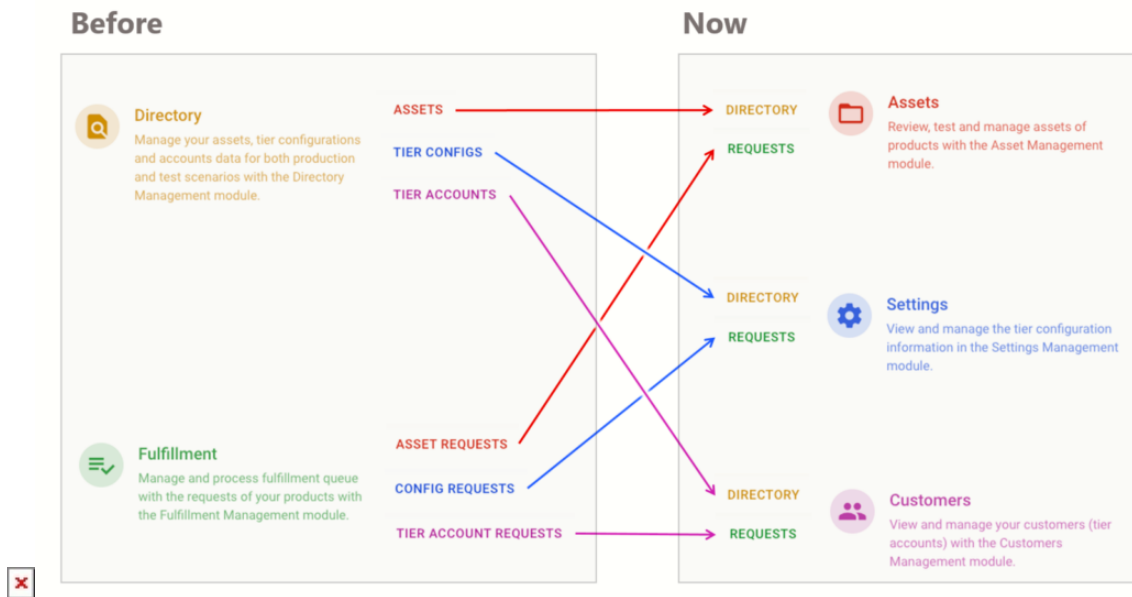 Before
Now
Directory
Manage your assets, tier configurations
and accounts data for both production
and test scenarios with the Directory
Management module.
ASSETS
TIER CONFIGS
TIER ACCOUNTS
Fulfillment
Manage and process fulfillment queue
with the requests of your products with
the Fulfillment Management module.
ASSET REQUESTS
CONFIG REQUESTS
TIER ACCOUNT REQUESTS
DIRECTORY
REQUESTS
Assets
Review, test and manage assets of
products with the Asset Management
module.
DIRECTORY
REQUESTS
Settings
View and manage the tier configuration
information in the Settings Management
module.
DIRECTORY
REQUESTS
Customers
View and manage your customers (tier
accounts) with the Customers
Management module.